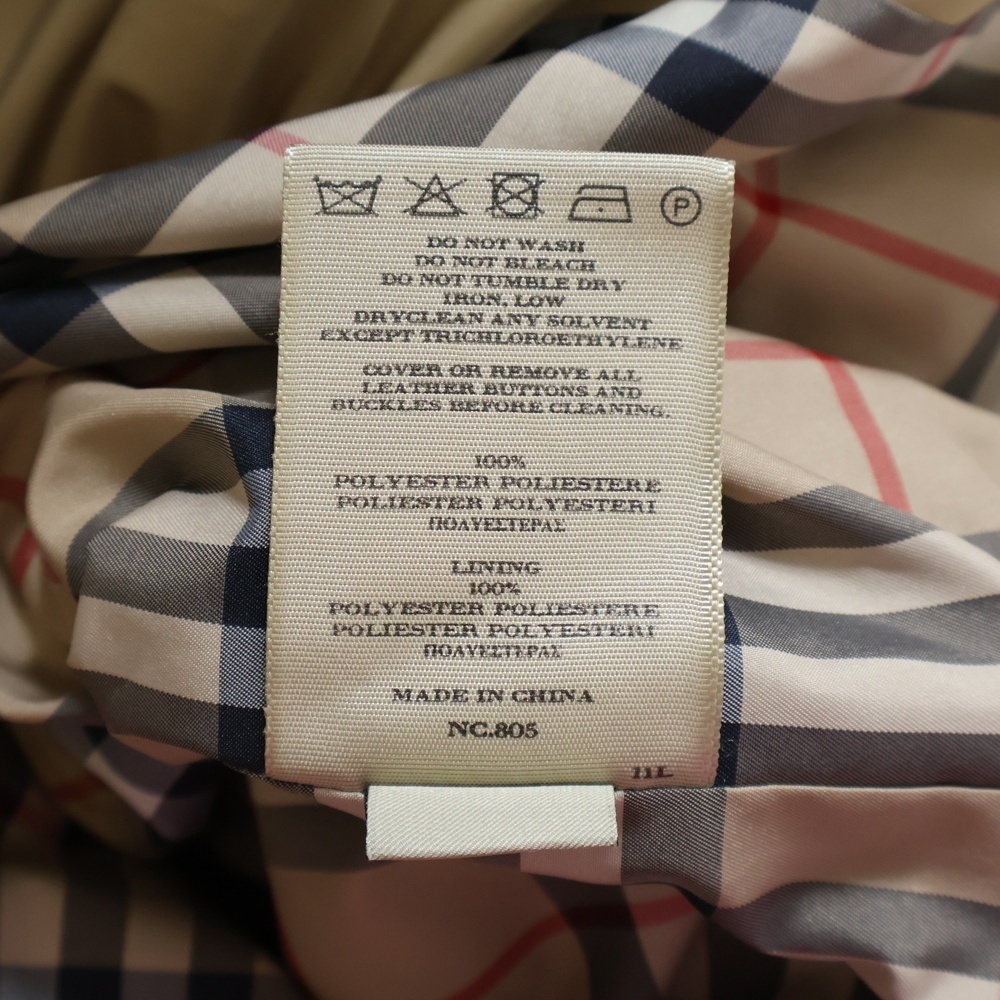 P
DO NOT WASH
DO NOT BLEACH
DO NOT TUMBLE DRY
IRON, LOW
DRYCLEAN ANY SOLVENT
EXCEPT TRICHLOROETHYLENE
COVER OR REMOVE ALL
LEATHER BUTTONS AND
BUCKLES BEFORE CLEANING.
100%
POLYESTER POLIESTERE
POLIESTER POLYESTERI
ΠΟΛΥΕΣΤΕΡΑΣ
LINING
100%
POLYESTER POLIESTERE
POLIESTER POLYESTERI
ΠΟΛΥΕΣΤΕΡΑΣ
MADE IN CHINA
NC.805
11L